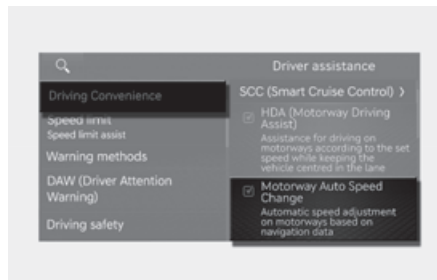 Driver assistance
Driving Convenience
Speed limit
Speed limit assist
Warning methods
DAW (Driver Attention
Warning)
Driving safety
SCC (Smart Cruise Control) >
HDA (Motorway Driving
Assist)
Assistance for driving on
motorways according to the set
speed while keeping the
vehicle centred in the lane
Motorway Auto Speed
Change
Automatic speed adjustment
on motorways based on
navigation data